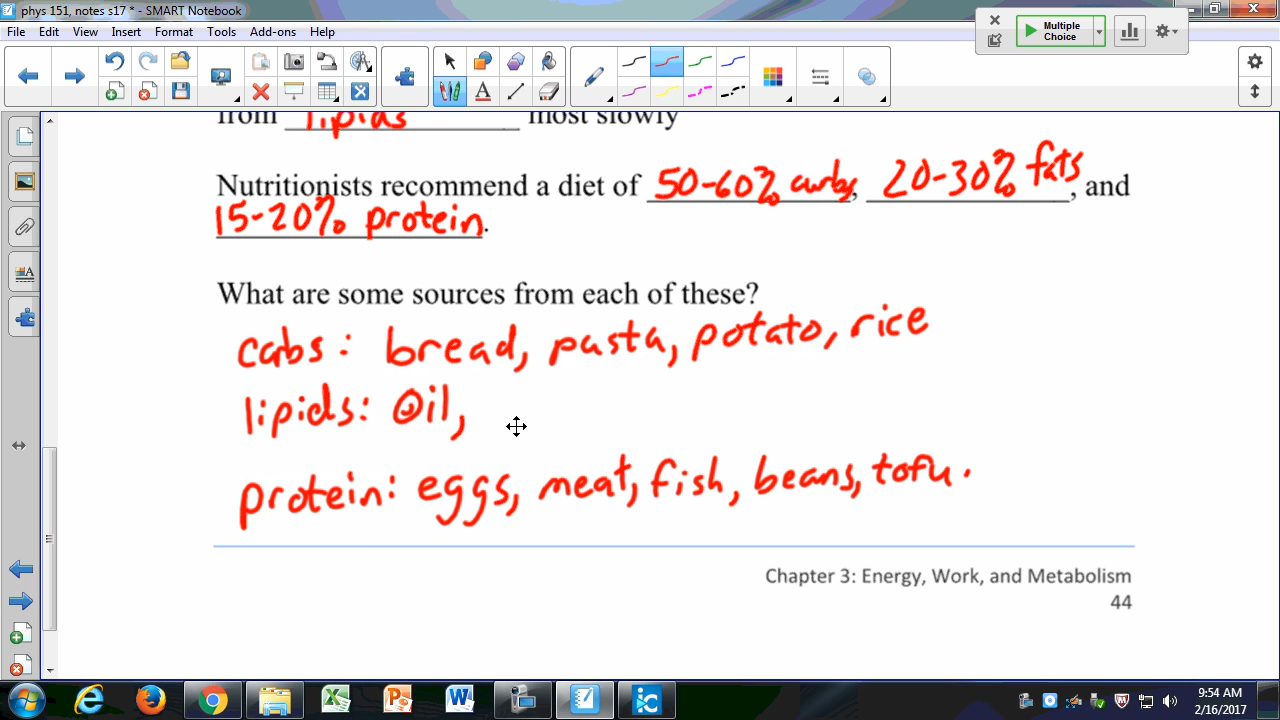 phys 151, notes s17 * - SMART Notebook
File Edit View Insert Format Tools Add-ons Help
Multiple
Choice
from lipids most slowly
Nutritionists recommend a diet of 50-60% carbs, 20-30% fats, and
15-20% protein.
What are some sources from each of these?
cabs: bread, pasta, potato, rice
lipids: Oil,
protein: eggs, meat, fish, beans, tofu.
Chapter 3: Energy, Work, and Metabolism
44
9:54 AM
2/16/2017